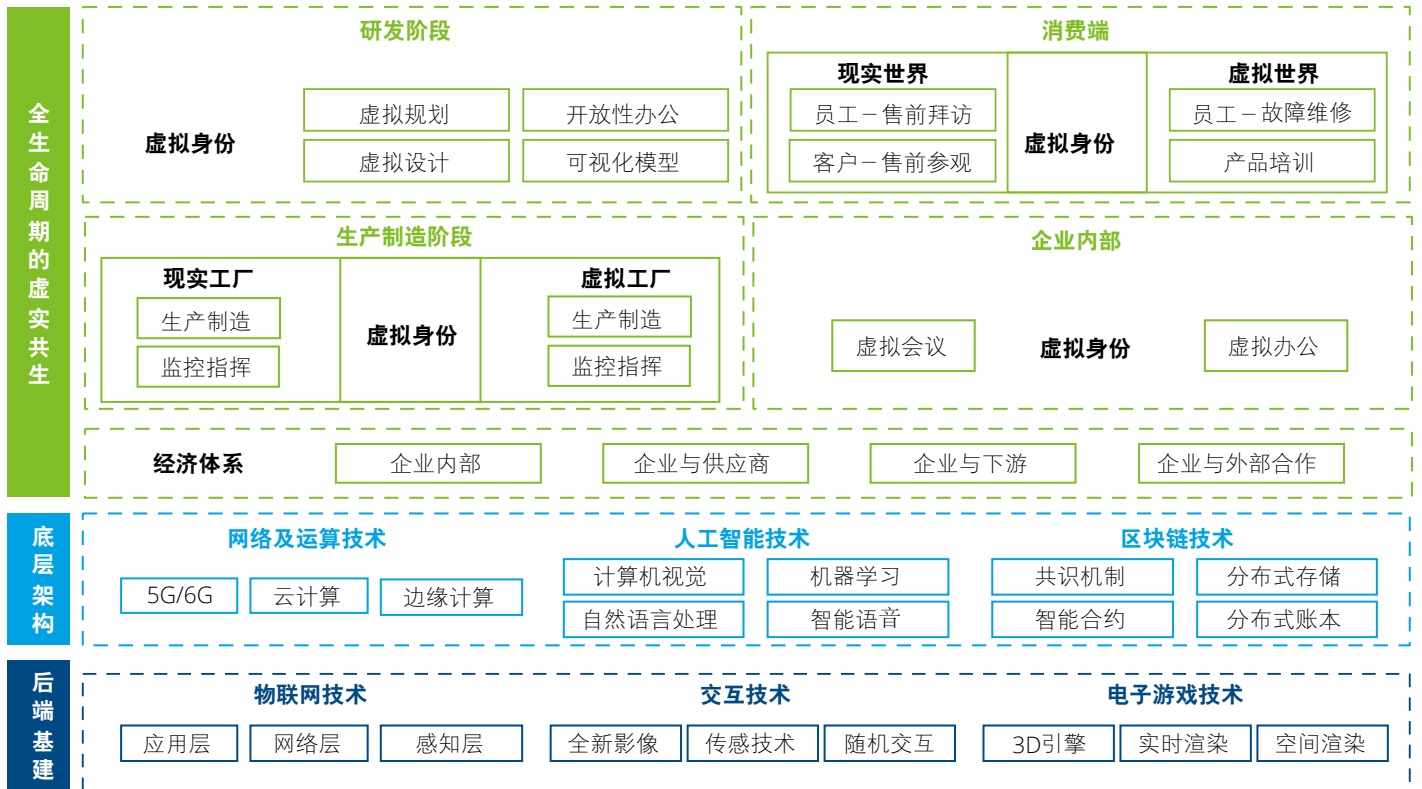 全生命周期的虚实共生
研发阶段
虚拟身份
虚拟规划
开放性办公
虚拟设计
可视化模型
消费端
现实世界
员工－售前拜访
客户－售前参观
虚拟身份
虚拟世界
员工－故障维修
产品培训
生产制造阶段
现实工厂
生产制造
监控指挥
虚拟身份
虚拟工厂
生产制造
监控指挥
企业内部
虚拟会议
虚拟身份
虚拟办公
经济体系
企业内部
企业与供应商
企业与下游
企业与外部合作
底层架构
网络及运算技术
5G/6G
云计算
边缘计算
人工智能技术
计算机视觉
机器学习
自然语言处理
智能语音
区块链技术
共识机制
分布式存储
智能合约
分布式账本
后端基建
物联网技术
应用层
网络层
感知层
交互技术
全新影像
传感技术
随机交互
电子游戏技术
3D引擎
实时渲染
空间渲染